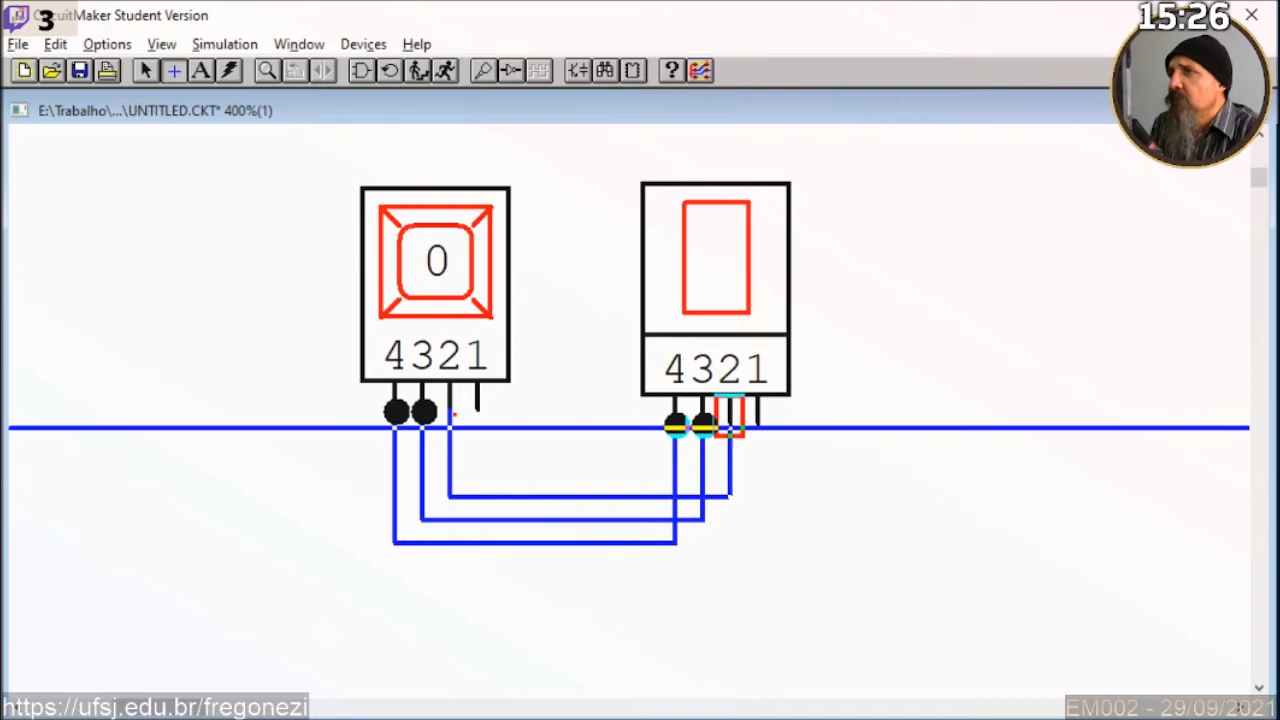 3
CircuitMaker Student Version
15:26
File Edit Options View Simulation Window Devices Help
A ?
E:\Trabalho\...\UNTITLED.CKT* 400%(1)
0
4321
4321
https://ufsj.edu.br/fregonezi
EM002 - 29/09/2021